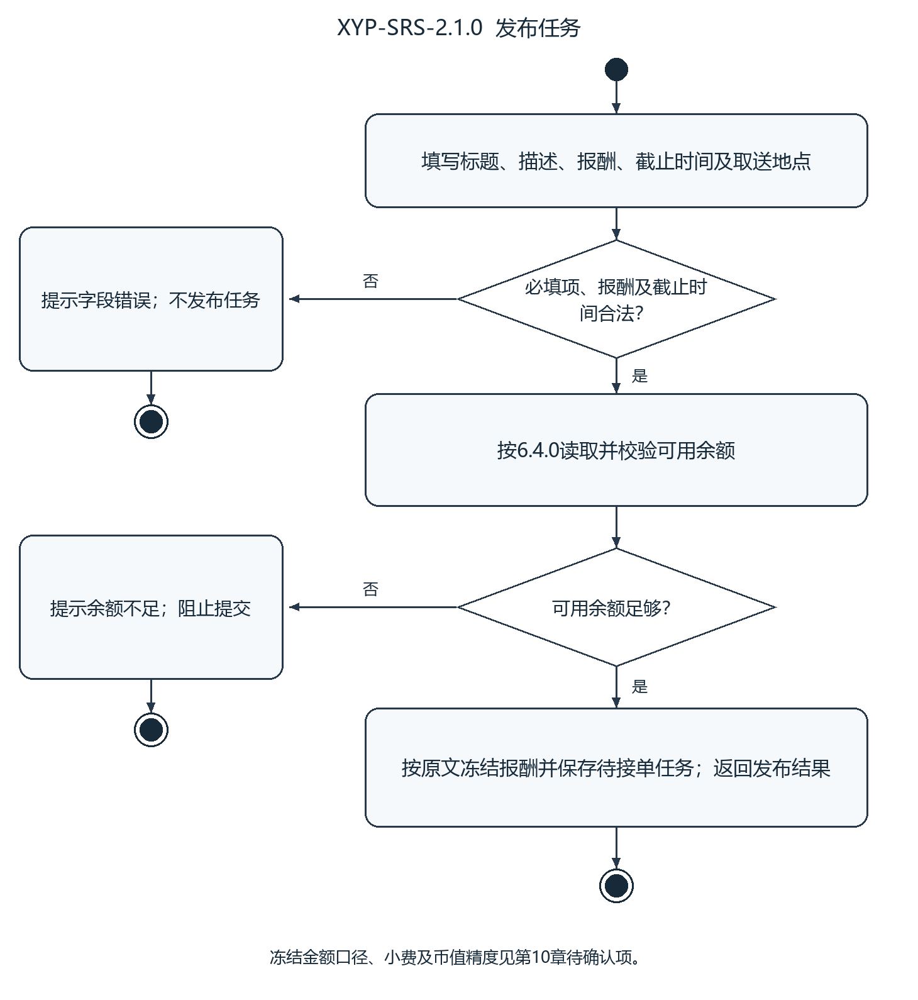 XYP-SRS-2.1.0 发布任务
填写标题、描述、报酬、截止时间及取送地点
必填项、报酬及截止时
间合法？
否
提示字段错误；不发布任务
是
按6.4.0读取并校验可用余额
可用余额足够？
否
提示余额不足；阻止提交
是
按原文冻结报酬并保存待接单任务；返回发布结果
冻结金额口径、小费及币值精度见第10章待确认项。